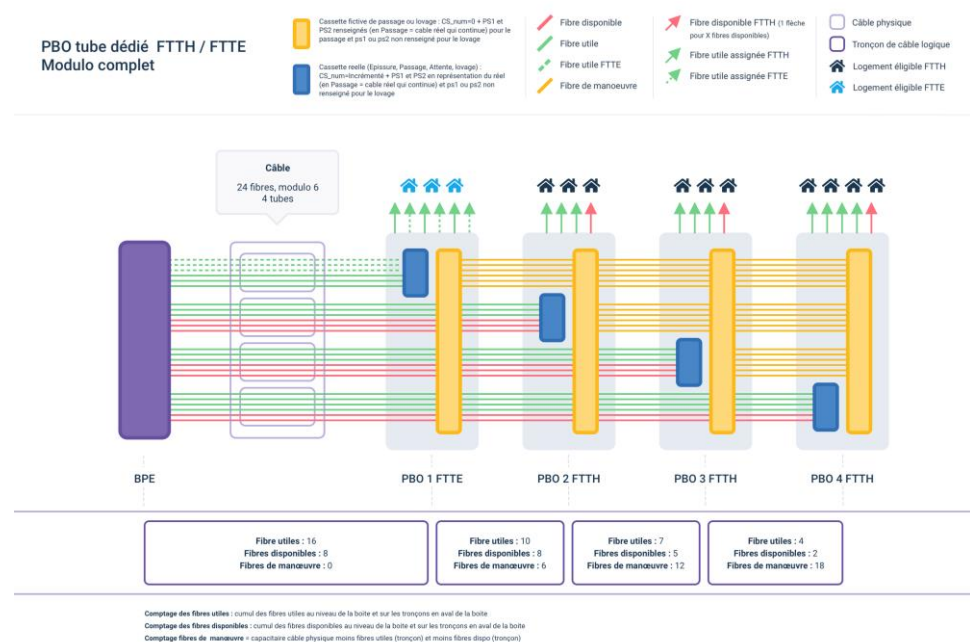 PBO tube dédié FTTH / FTTE
Modulo complet
Cassette fictive de passage ou lovage : CS_num=0 + PS1 et
PS2 renseignés (en Passage = cable réel qui continue) pour le
passage et ps1 ou ps2 non renseigné pour le lovage
Cassette réelle (Epissure, Passage, Attente, lovage) :
CS_num=Incrémenté + PS1 et PS2 en représentation du réel
(en Passage = cable réel qui continue) et ps1 ou ps2 non
renseigné pour le lovage
Fibre disponible
Fibre utile
Fibre utile FTTE
Fibre de manoeuvre
Fibre disponible FTTH (1 flèche
pour X fibres disponibles)
Fibre utile assignée FTTH
Fibre utile assignée FTTE
Câble physique
Tronçon de câble logique
Logement éligible FTTH
Logement éligible FTTE
Câble
24 fibres, modulo 6
4 tubes
BPE
PBO 1 FTTE
PBO 2 FTTH
PBO 3 FTTH
PBO 4 FTTH
Fibre utiles : 16
Fibres disponibles : 8
Fibres de manœuvre : 0
Fibre utiles : 10
Fibres disponibles : 8
Fibres de manœuvre : 6
Fibre utiles : 7
Fibres disponibles : 5
Fibres de manœuvre : 12
Fibre utiles : 4
Fibres disponibles : 2
Fibres de manœuvre : 18
Comptage des fibres utiles : cumul des fibres utiles au niveau de la boite et sur les tronçons en aval de la boite
Comptage des fibres disponibles : cumul des fibres disponibles au niveau de la boite et sur les tronçons en aval de la boite
Comptage fibres de manœuvre = capacitaire câble physique moins fibres utiles (tronçon) et moins fibres dispo (tronçon)